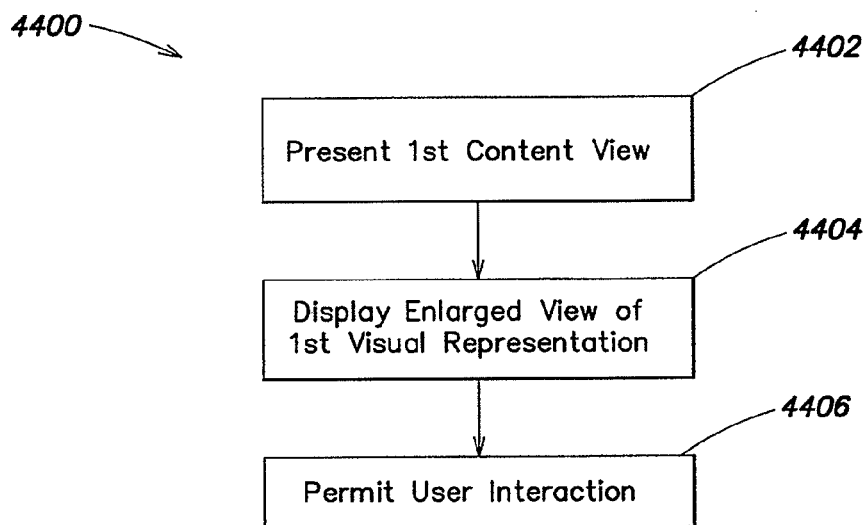 4400
4402
Present 1st Content View
4404
Display Enlarged View of
1st Visual Representation
4406
Permit User Interaction